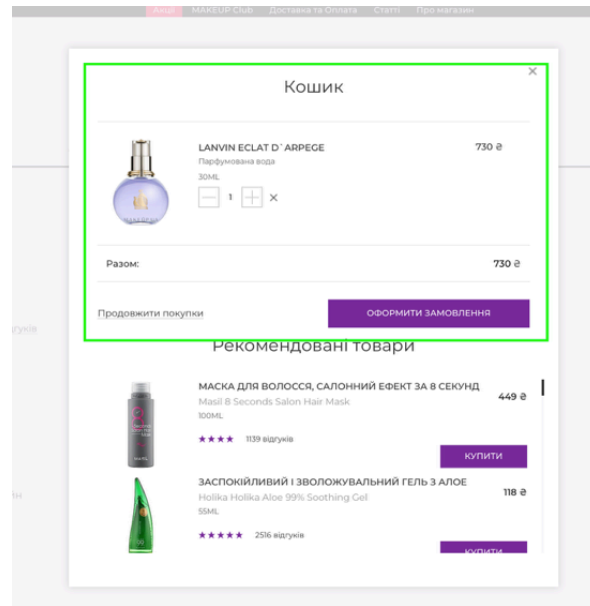 Акції MAKEUP Club Доставка та Оплата Статті Про магазин
×
Кошик
LANVIN ECLAT D`ARPEGE 730 ₴
Парфумована вода
30ML
— 1 + ×
Разом: 730 ₴
Продовжити покупки ОФОРМИТИ ЗАМОВЛЕННЯ
Рекомендовані товари
МАСКА ДЛЯ ВОЛОССЯ, САЛОННИЙ ЕФЕКТ ЗА 8 СЕКУНД
Masil 8 Seconds Salon Hair Mask 449 ₴
100ML
★★★★ 1139 відгуків
КУПИТИ
ЗАСПОКІЙЛИВИЙ І ЗВОЛОЖУВАЛЬНИЙ ГЕЛЬ З АЛОЕ
Holika Holika Aloe 99% Soothing Gel 118 ₴
55ML
★★★★★ 2516 відгуків
КУПИТИ